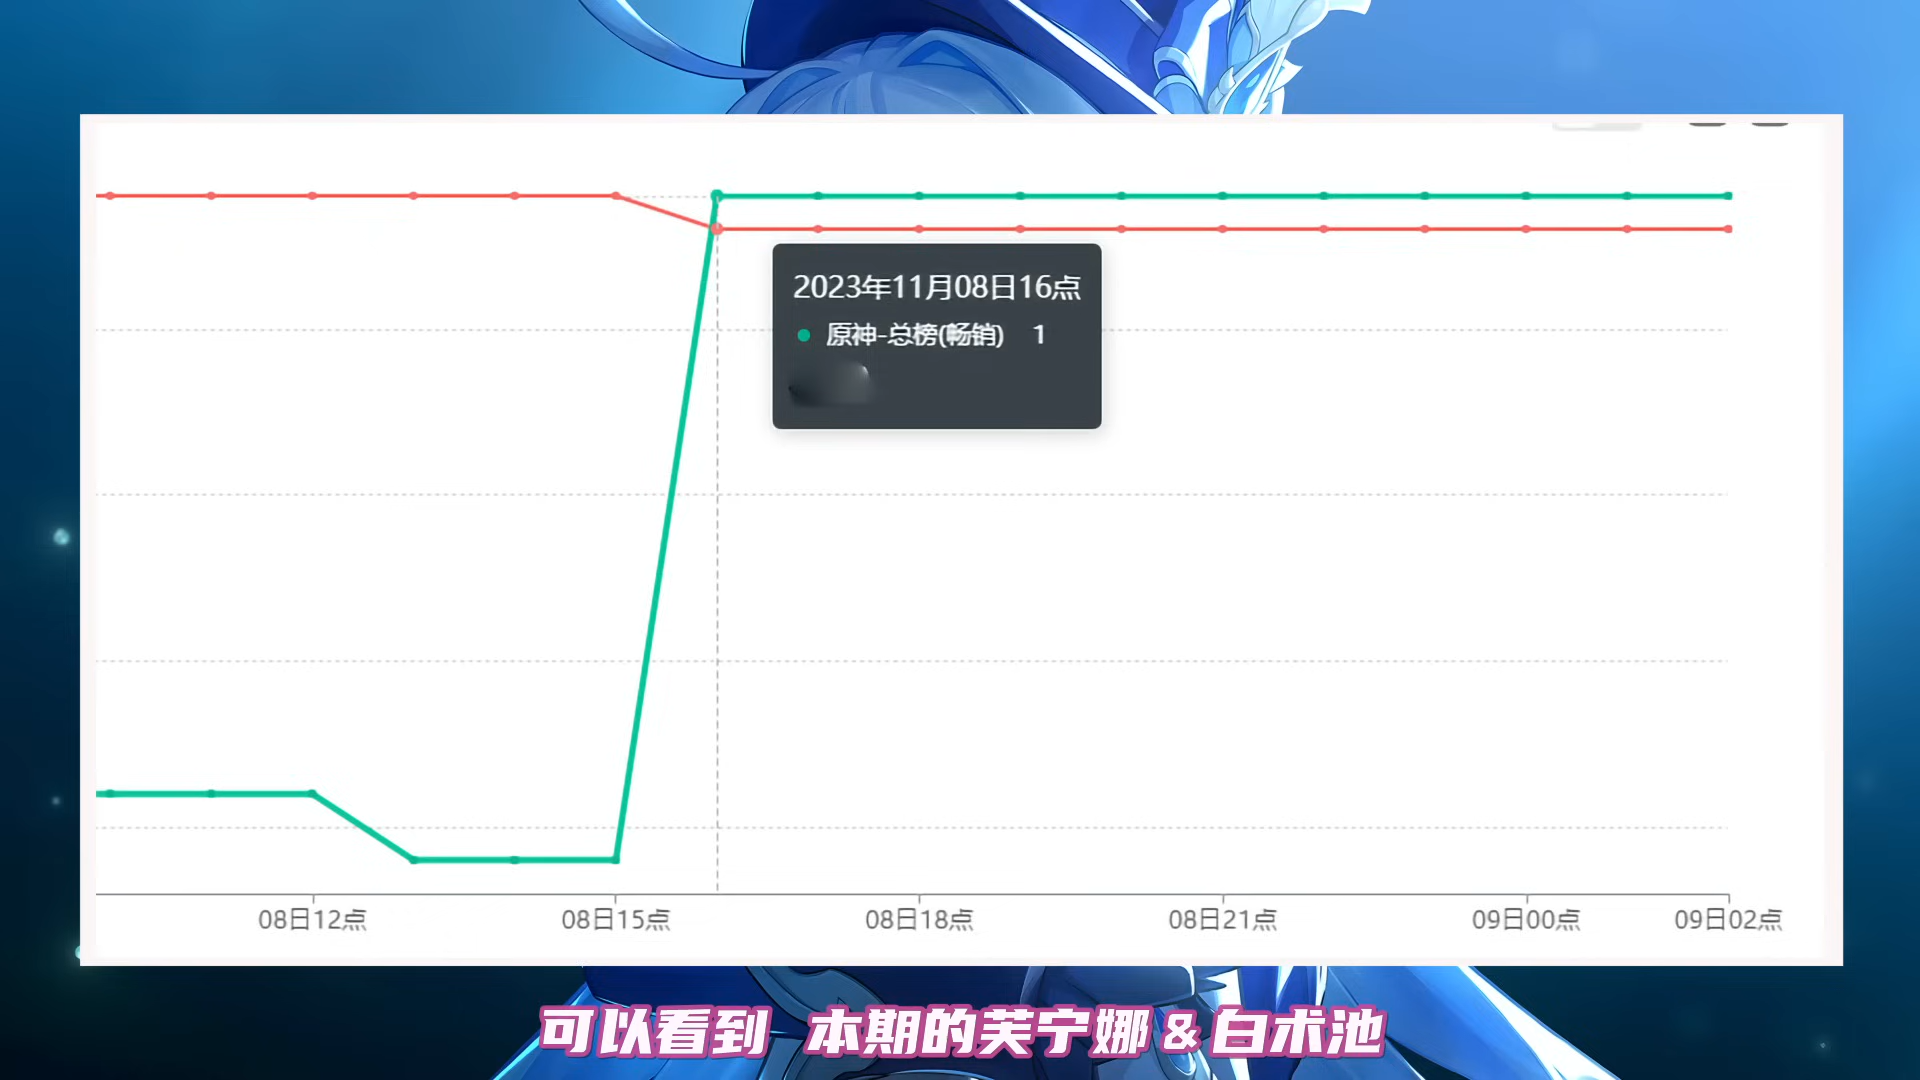 2023年11月08日16点
原神-总榜(畅销) 1
08日12点 08日15点 08日18点 08日21点 09日00点 09日02点
可以看到 本期的芙宁娜&白术池